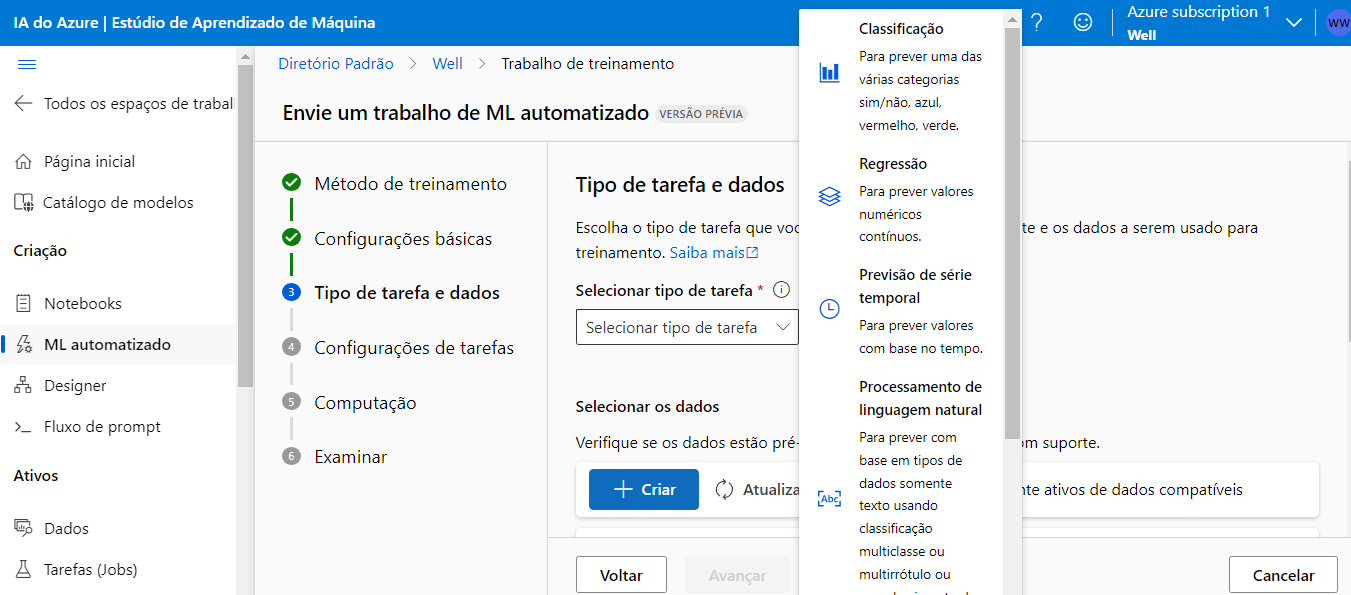 IA do Azure | Estúdio de Aprendizado de Máquina
?
Azure subscription 1
Well
WW
Todos os espaços de traball
Página inicial
Catálogo de modelos
Criação
Notebooks
ML automatizado
Designer
Fluxo de prompt
Ativos
Dados
Tarefas (Jobs)
Diretório Padrão > Well > Trabalho de treinamento
Envie um trabalho de ML automatizado VERSÃO PRÉVIA
Método de treinamento
Configurações básicas
3 Tipo de tarefa e dados
4 Configurações de tarefas
5 Computação
6 Examinar
Tipo de tarefa e dados
Escolha o tipo de tarefa que voc
te e os dados a serem usado para
treinamento. Saiba mais
Selecionar tipo de tarefa *
Selecionar tipo de tarefa
Selecionar os dados
Verifique se os dados estão pré-
om suporte.
+ Criar
Atualiza
nte ativos de dados compatíveis
Voltar
Avançar
Cancelar
Classificação
Para prever uma das
várias categorias
sim/não, azul,
vermelho, verde.
Regressão
Para prever valores
numéricos
contínuos.
Previsão de série
temporal
Para prever valores
com base no tempo.
Processamento de
linguagem natural
Abc
Para prever com
base em tipos de
dados somente
texto usando
classificação
multiclasse ou
multirrótulo ou